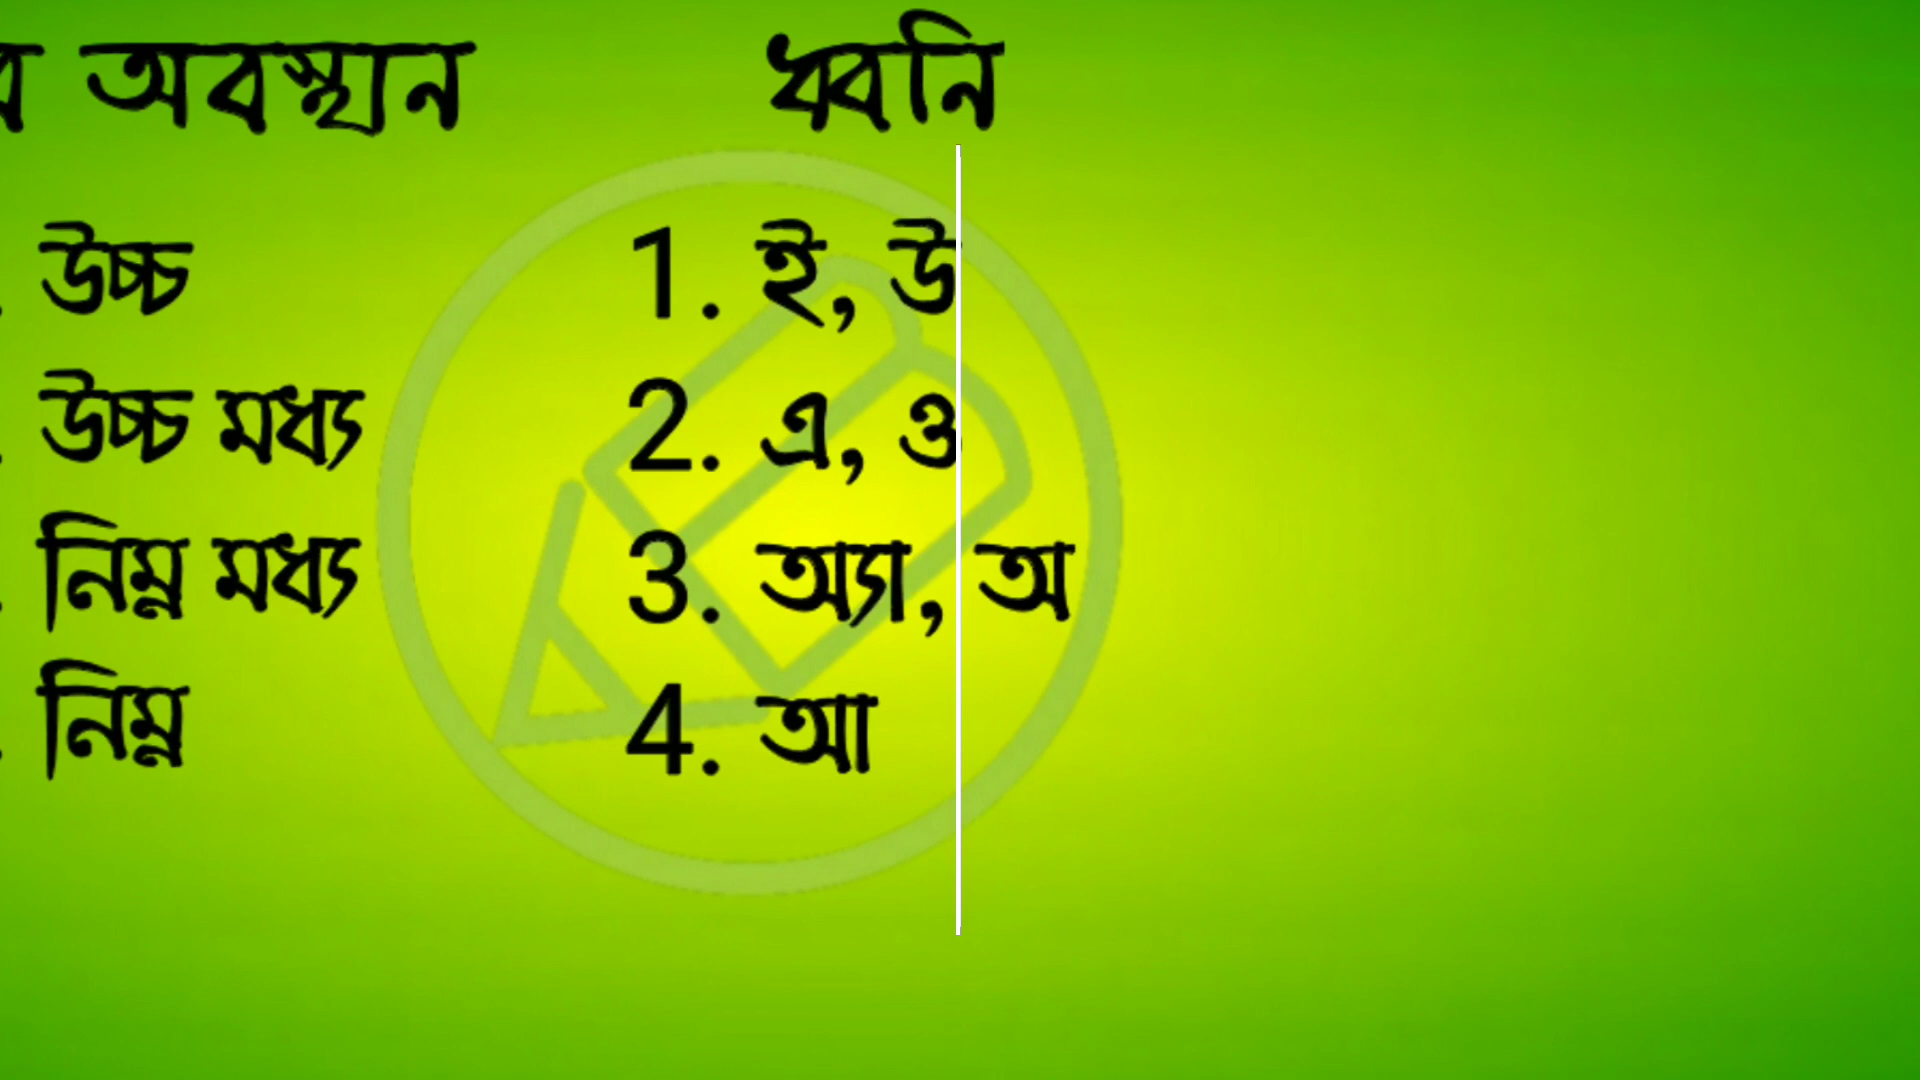 অবস্থান ধ্বনি
উচ্চ 1. ই, উ
উচ্চ মধ্য 2. এ, ও
নিম্ন মধ্য 3. অ্যা, অ
নিম্ন 4. আ